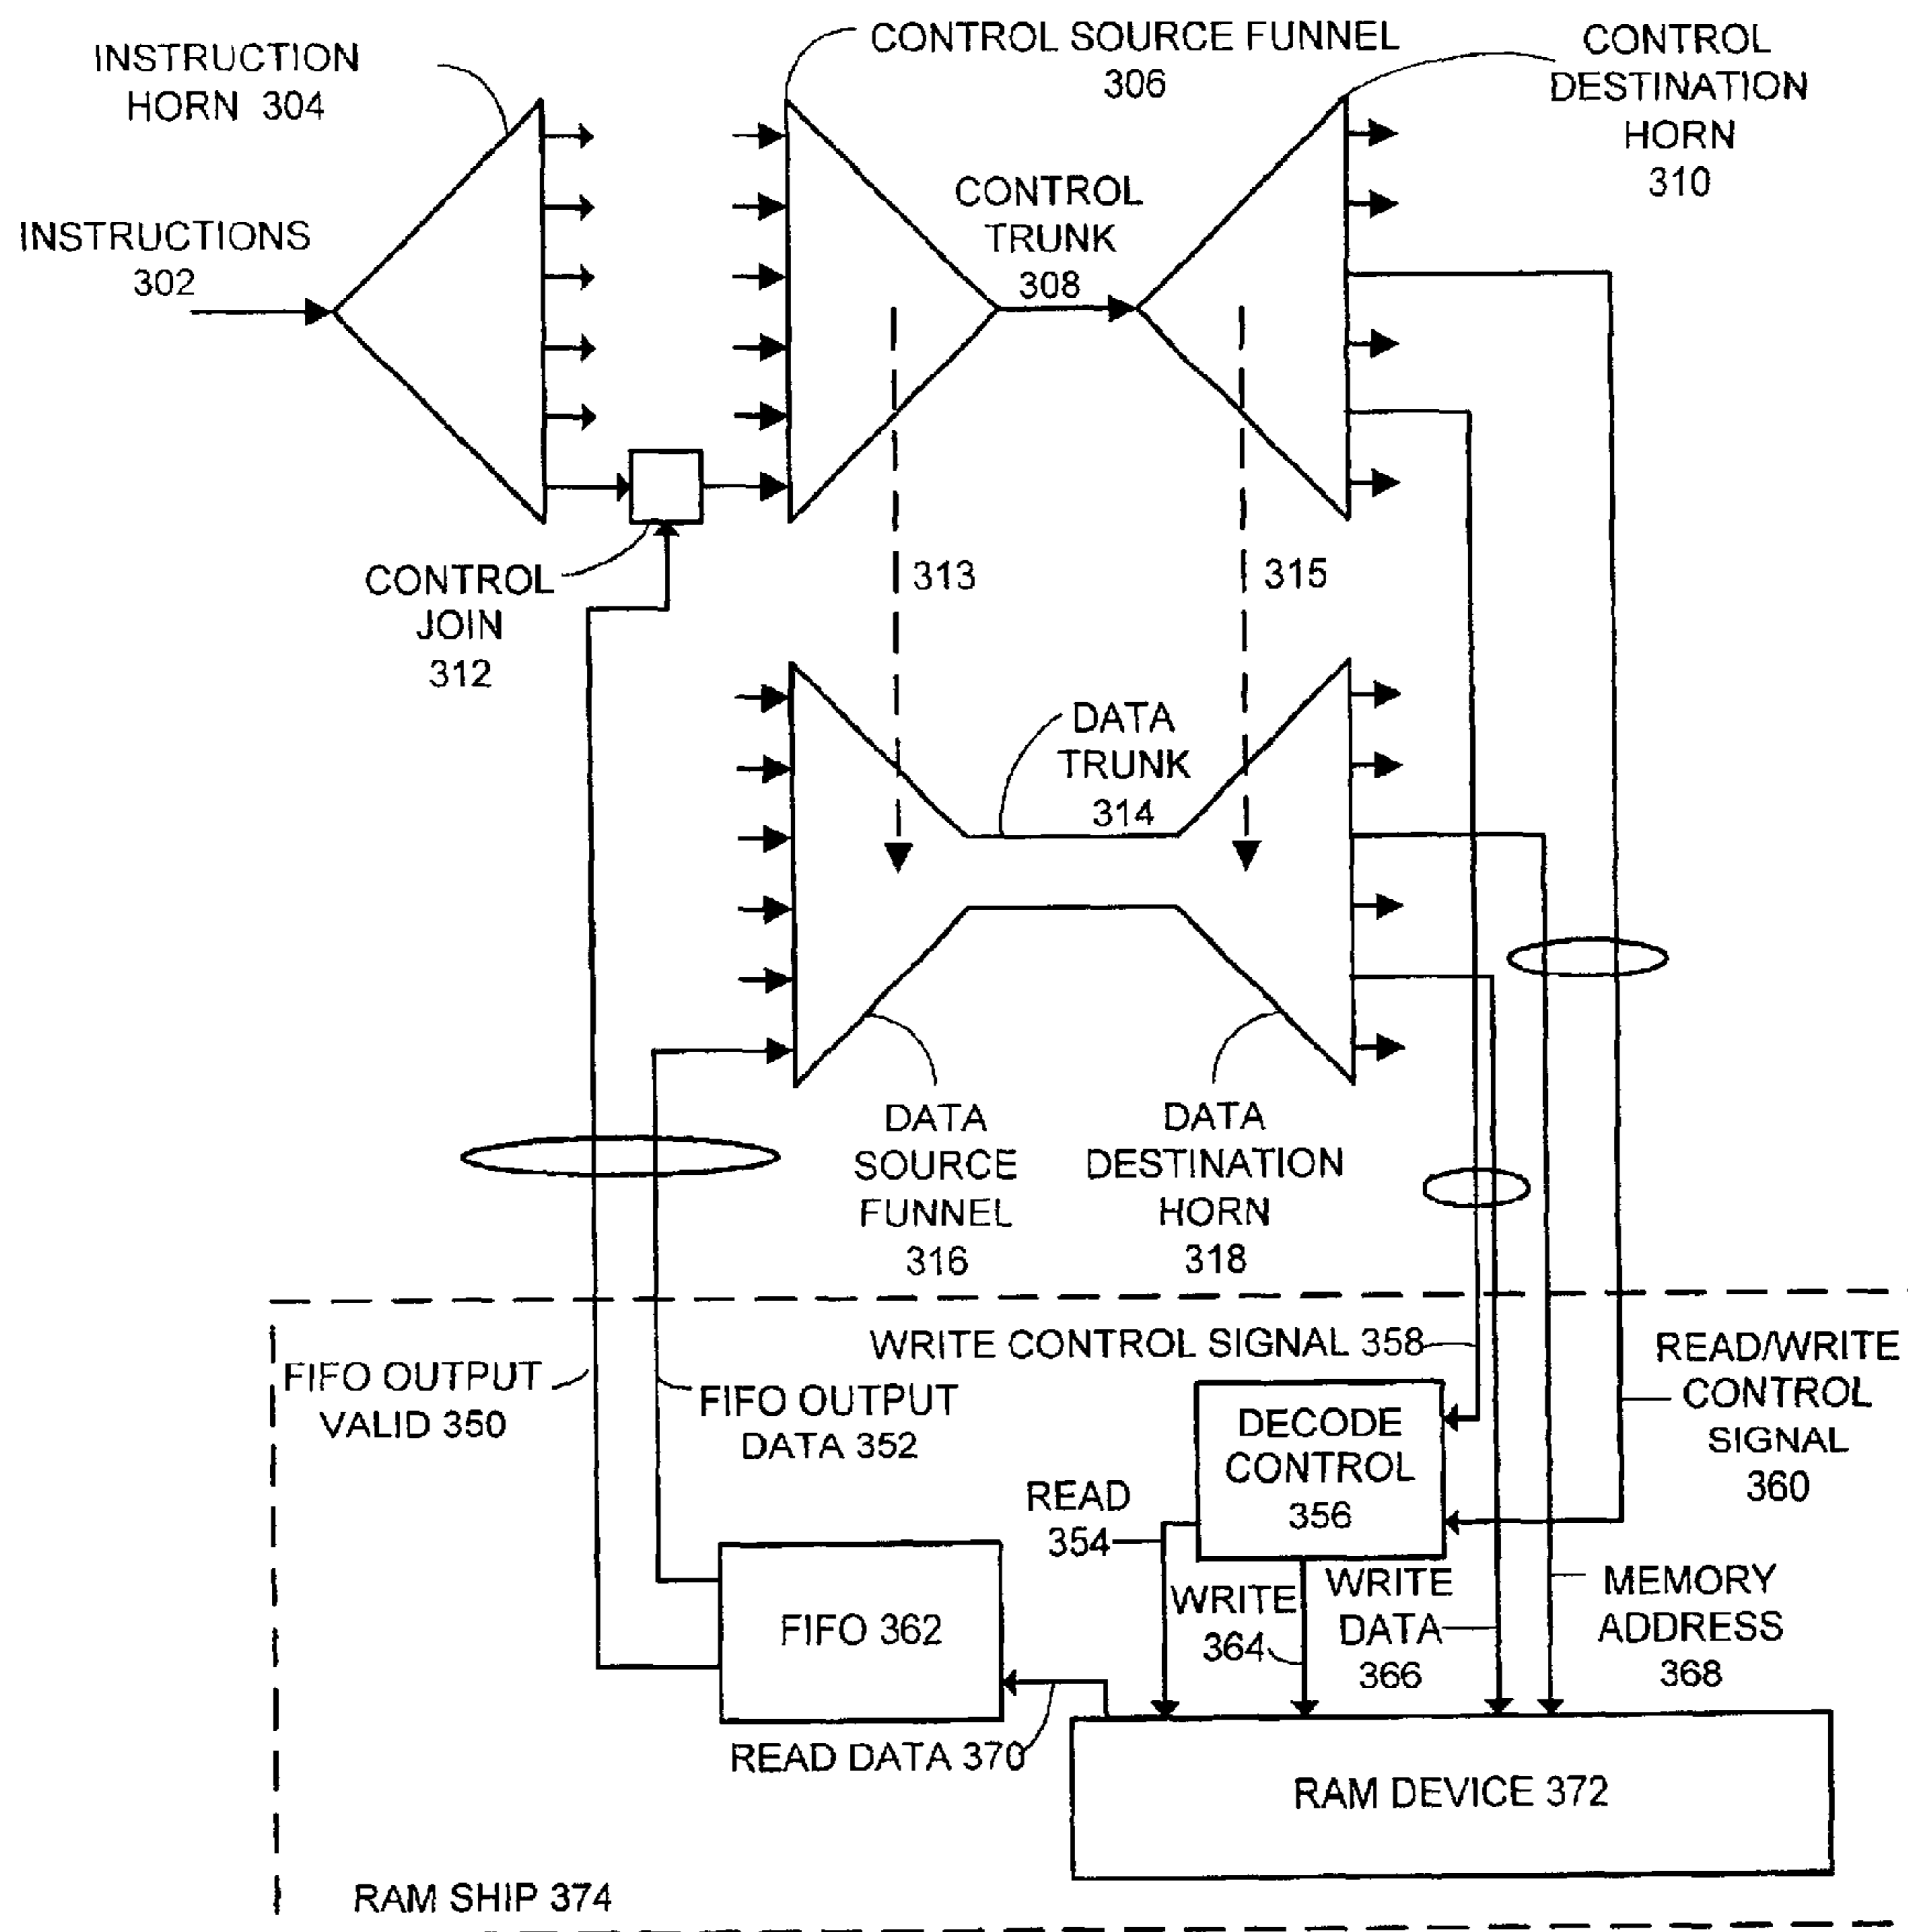 INSTRUCTION
HORN 304
CONTROL SOURCE FUNNEL
306
CONTROL
DESTINATION
HORN
310
INSTRUCTIONS
302
CONTROL
TRUNK
308
CONTROL
JOIN
312
313
315
DATA
TRUNK
314
DATA
SOURCE
FUNNEL
316
DATA
DESTINATION
HORN
318
WRITE CONTROL SIGNAL 358
READ/WRITE
CONTROL
SIGNAL
360
FIFO OUTPUT
VALID 350
FIFO OUTPUT
DATA 352
DECODE
CONTROL
356
READ
354
WRITE
364
WRITE
DATA
366
MEMORY
ADDRESS
368
FIFO 362
READ DATA 370
RAM DEVICE 372
RAM SHIP 374